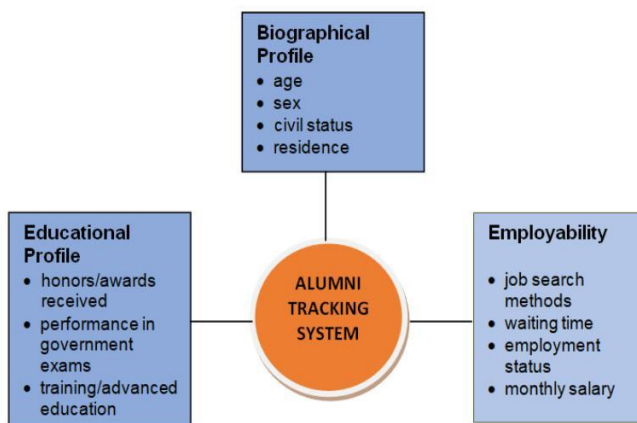 Biographical
Profile
• age
• sex
• civil status
• residence
Educational
Profile
• honors/awards
received
• performance in
government
exams
• training/advanced
education
ALUMNI
TRACKING
SYSTEM
Employability
• job search
methods
• waiting time
• employment
status
• monthly salary